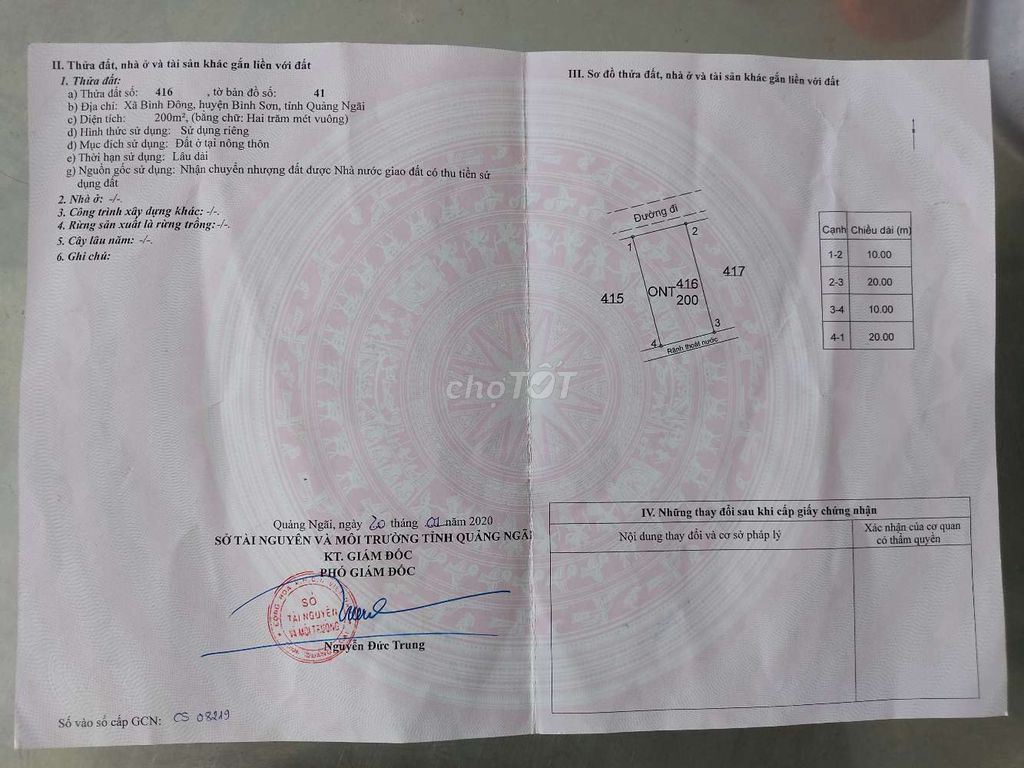 II. Thửa đất, nhà ở và tài sản khác gắn liền với đất
1. Thửa đất:
a) Thửa đất số: 416 , tờ bản đồ số: 41
b) Địa chỉ: Xã Bình Đông, huyện Bình Sơn, tỉnh Quảng Ngãi
c) Diện tích: 200m², (bằng chữ: Hai trăm mét vuông)
d) Hình thức sử dụng: Sử dụng riêng
đ) Mục đích sử dụng: Đất ở tại nông thôn
e) Thời hạn sử dụng: Lâu dài
g) Nguồn gốc sử dụng: Nhận chuyển nhượng đất được Nhà nước giao đất có thu tiền sử
dụng đất
2. Nhà ở: -/-.
3. Công trình xây dựng khác: -/-.
4. Rừng sản xuất là rừng trồng: -/-.
5. Cây lâu năm: -/-.
6. Ghi chú:
Quảng Ngãi, ngày 20 tháng 01 năm 2020
SỞ TÀI NGUYÊN VÀ MÔI TRƯỜNG TỈNH QUẢNG NGÃI
KT. GIÁM ĐỐC
PHÓ GIÁM ĐỐC
SỞ
TÀI NGUYÊN
VÀ MÔI TRƯỜNG
Nguyễn Đức Trung
Số vào sổ cấp GCN: CS 08219
III. Sơ đồ thửa đất, nhà ở và tài sản khác gắn liền với đất
Đường đi
1
2
415
ONT 416
200
417
3
4
Rãnh thoát nước
Cạnh Chiều dài (m)
1-2 10.00
2-3 20.00
3-4 10.00
4-1 20.00
chợTỐT
IV. Những thay đổi sau khi cấp giấy chứng nhận
Nội dung thay đổi và cơ sở pháp lý
Xác nhận của cơ quan
có thẩm quyền